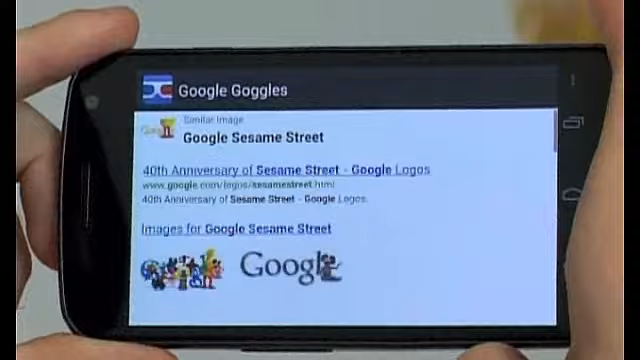 Google Goggles
Similar Image
Google Sesame Street
40th Anniversary of Sesame Street - Google Logos
www.google.com/logos/sesamestreet.html
40th Anniversary of Sesame Street - Google Logos.
Images for Google Sesame Street
Google